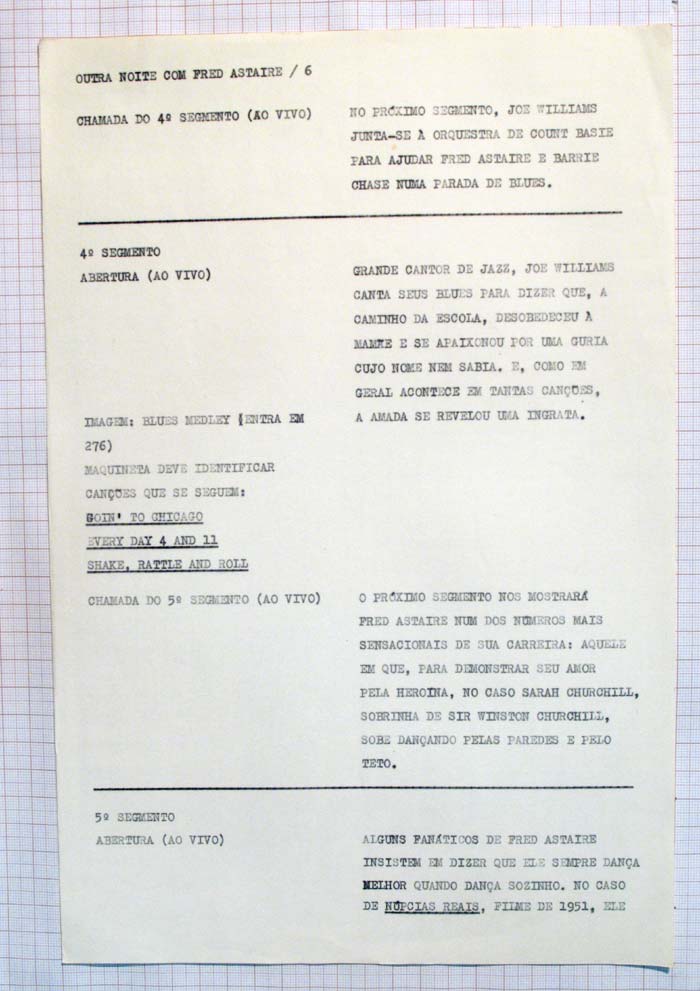 OUTRA NOITE COM FRED ASTAIRE / 6
CHAMADA DO 4º SEGMENTO (AO VIVO)
NO PRÓXIMO SEGMENTO, JOE WILLIAMS
JUNTA-SE À ORQUESTRA DE COUNT BASIE
PARA AJUDAR FRED ASTAIRE E BARRIE
CHASE NUMA PARADA DE BLUES.
4º SEGMENTO
ABERTURA (AO VIVO)
GRANDE CANTOR DE JAZZ, JOE WILLIAMS
CANTA SEUS BLUES PARA DIZER QUE, A
CAMINHO DA ESCOLA, DESOBEDECEU À
MAMÃE E SE APAIXONOU POR UMA GURIA
CUJO NOME NEM SABIA. E, COMO EM
GERAL ACONTECE EM TANTAS CANÇÕES,
A AMADA SE REVELOU UMA INGRATA.
IMAGEM: BLUES MEDLEY (ENTRA EM
276)
MAQUINETA DEVE IDENTIFICAR
CANÇÕES QUE SE SEGUEM:
GOIN' TO CHICAGO
EVERY DAY 4 AND 11
SHAKE, RATTLE AND ROLL
CHAMADA DO 5º SEGMENTO (AO VIVO)
O PRÓXIMO SEGMENTO NOS MOSTRARÁ
FRED ASTAIRE NUM DOS NÚMEROS MAIS
SENSACIONAIS DE SUA CARREIRA: AQUELE
EM QUE, PARA DEMONSTRAR SEU AMOR
PELA HEROÍNA, NO CASO SARAH CHURCHILL,
SOBRINHA DE SIR WINSTON CHURCHILL,
SOBE DANÇANDO PELAS PAREDES E PELO
TETO.
5º SEGMENTO
ABERTURA (AO VIVO)
ALGUNS FANÁTICOS DE FRED ASTAIRE
INSISTEM EM DIZER QUE ELE SEMPRE DANÇA
MELHOR QUANDO DANÇA SOZINHO. NO CASO
DE NÚPCIAS REAIS, FILME DE 1951, ELE